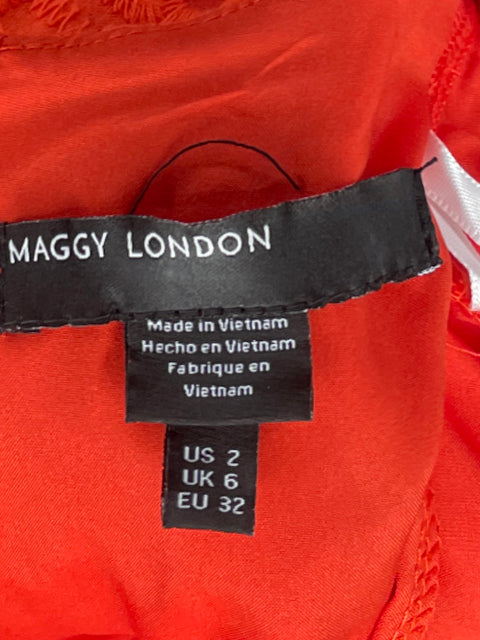 MAGGY LONDON
Made in Vietnam
Hecho en Vietnam
Fabrique en
Vietnam
US 2
UK 6
EU 32